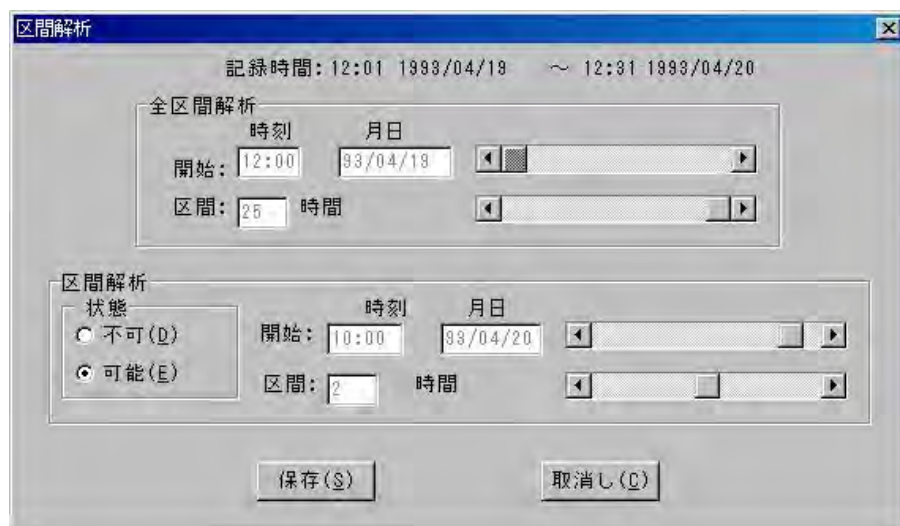 区間解析
記録時間: 12:01 1993/04/19 ～ 12:31 1993/04/20
全区間解析
時刻 月日
開始: 12:00 93/04/19
区間: 25 時間
区間解析
状態
不可(D)
可能(E)
時刻 月日
開始: 10:00 93/04/20
区間: 2 時間
保存(S) 取消し(C)